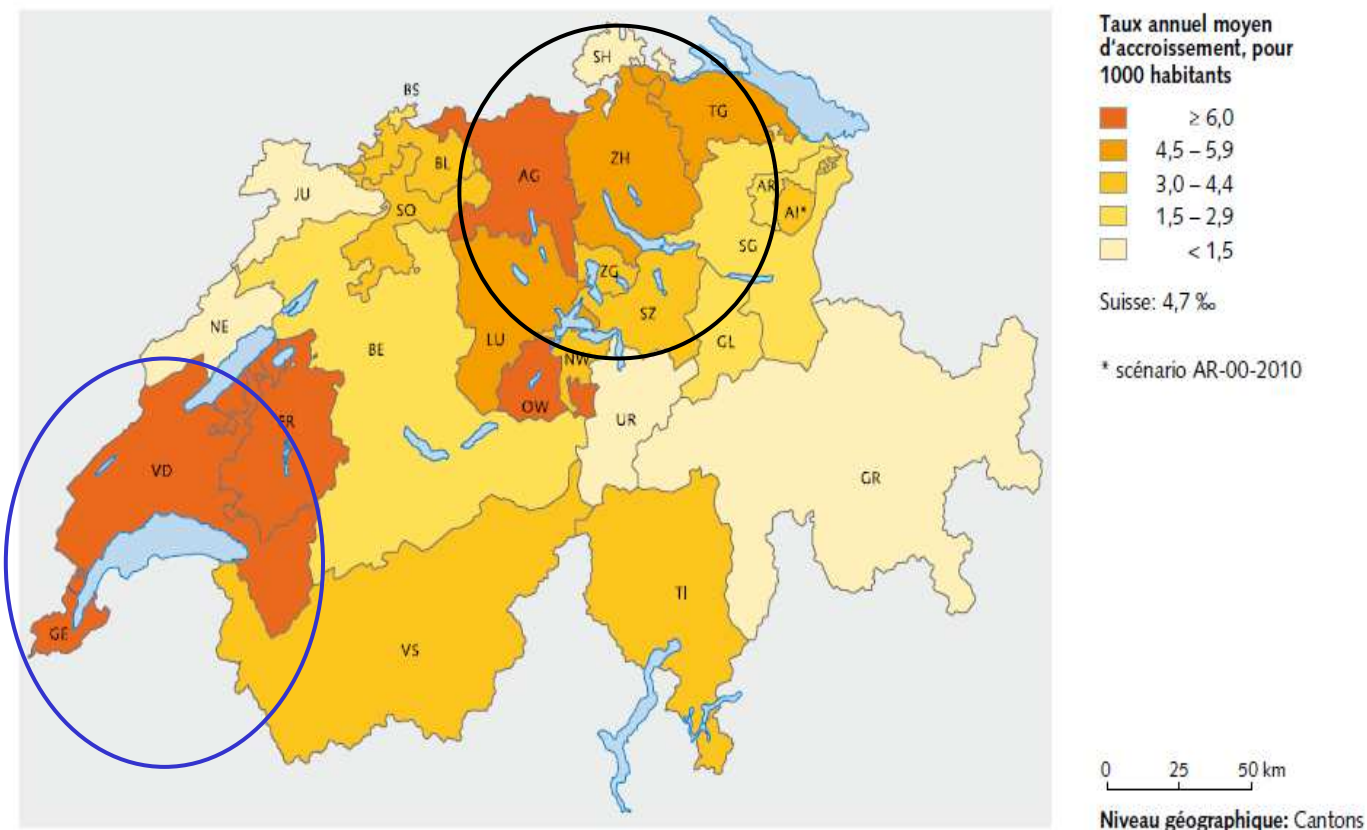 SH
BS
TG
BL
ZH
AG
JU
AR
AI*
SO
SG
ZG
SZ
NE
LU
BE
GL
NW
OW
UR
FR
VD
GR
TI
GE
VS
Taux annuel moyen
d'accroissement, pour
1000 habitants
≥ 6,0
4,5 – 5,9
3,0 – 4,4
1,5 – 2,9
< 1,5
Suisse: 4,7 ‰
* scénario AR-00-2010
0 25 50 km
Niveau géographique: Cantons